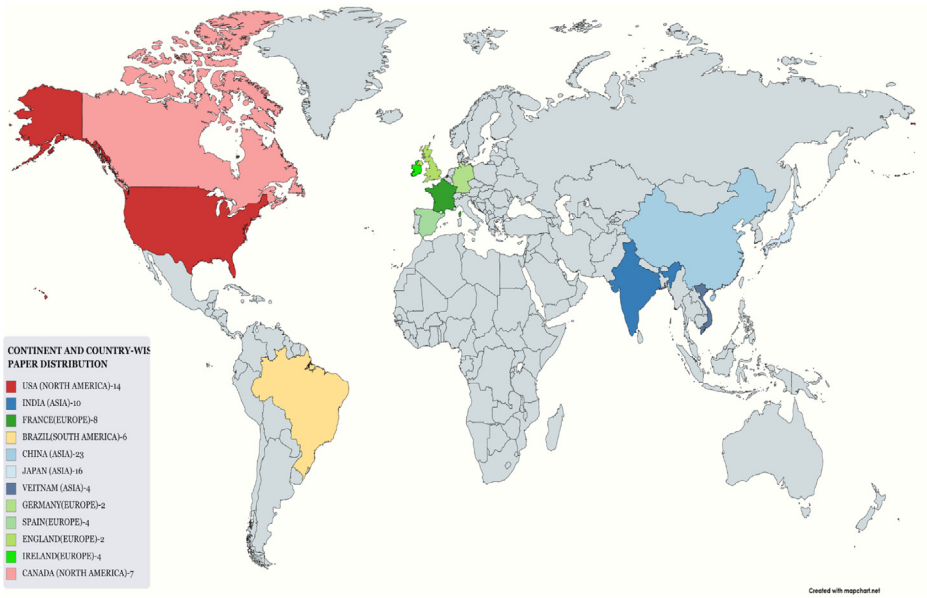 CONTINENT AND COUNTRY-WIS
PAPER DISTRIBUTION
USA (NORTH AMERICA)-14
INDIA (ASIA)-10
FRANCE(EUROPE)-8
BRAZIL(SOUTH AMERICA)-6
CHINA (ASIA)-23
JAPAN (ASIA)-16
VEITNAM (ASIA)-4
GERMANY(EUROPE)-2
SPAIN(EUROPE)-4
ENGLAND(EUROPE)-2
IRELAND(EUROPE)-4
CANADA (NORTH AMERICA)-7
Created with mapchart.net